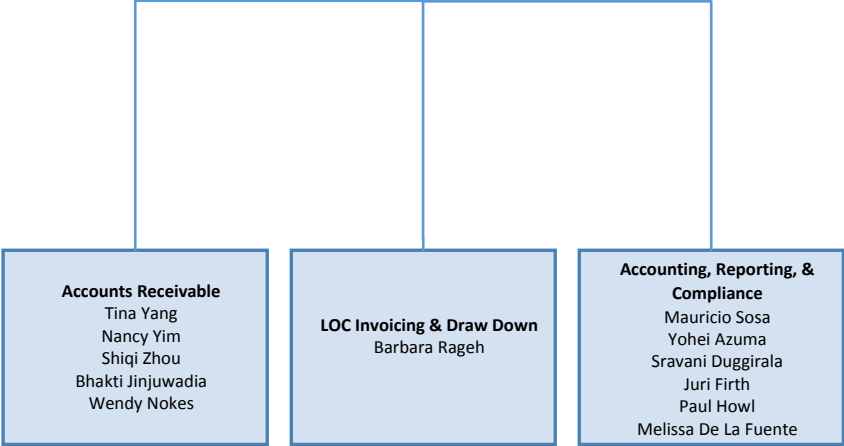 Accounts Receivable
Tina Yang
Nancy Yim
Shiqi Zhou
Bhakti Jinjuwadia
Wendy Nokes
LOC Invoicing & Draw Down
Barbara Rageh
Accounting, Reporting, &
Compliance
Mauricio Sosa
Yohei Azuma
Sravani Duggirala
Juri Firth
Paul Howl
Melissa De La Fuente